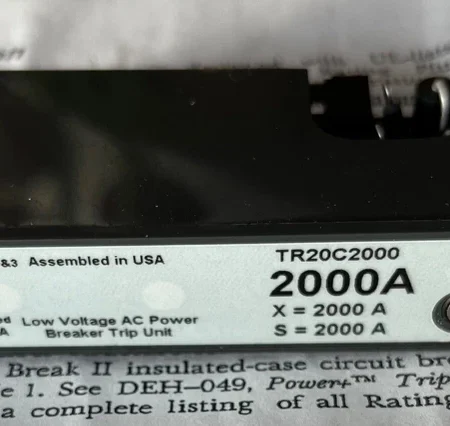 &3 Assembled in USA
TR20C2000
2000A
X = 2000 A
S = 2000 A
Low Voltage AC Power
Breaker Trip Unit
Break II insulated-case circuit br
e 1. See DEH–049, Power+™ Trip
a complete listing of all Rating